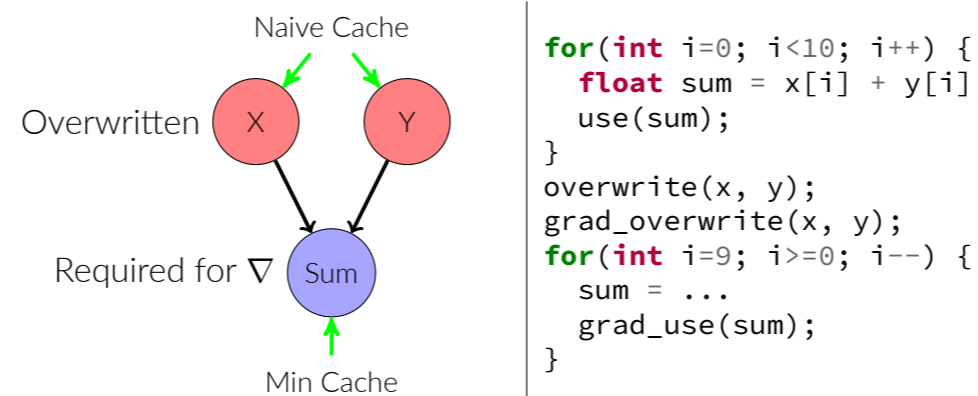 Naive Cache
Overwritten
X
Y
Required for ∇
Sum
Min Cache
for(int i=0; i<10; i++) {
  float sum = x[i] + y[i]
  use(sum);
}
overwrite(x, y);
grad_overwrite(x, y);
for(int i=9; i>=0; i--) {
  sum = ...
  grad_use(sum);
}